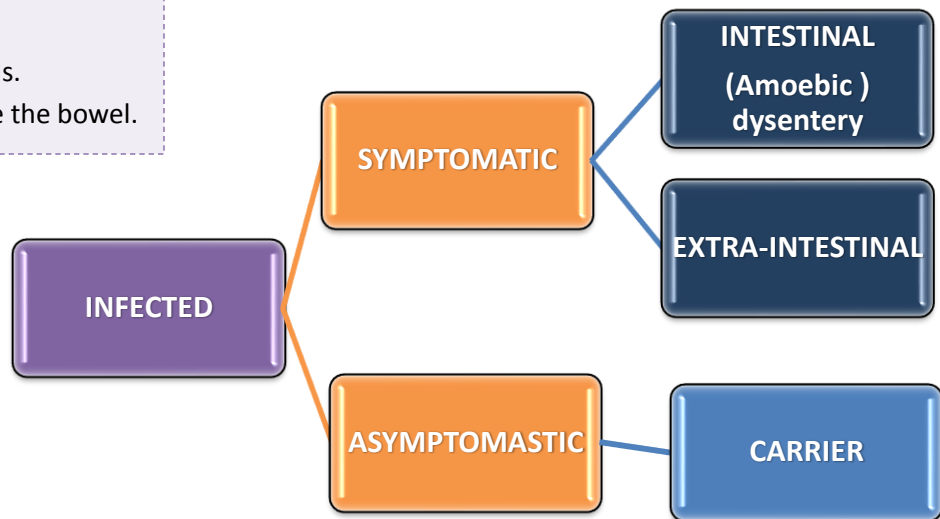 s.
e the bowel.
INTESTINAL
(Amoebic )
dysentery
SYMPTOMATIC
EXTRA-INTESTINAL
INFECTED
ASYMPTOMASTIC
CARRIER